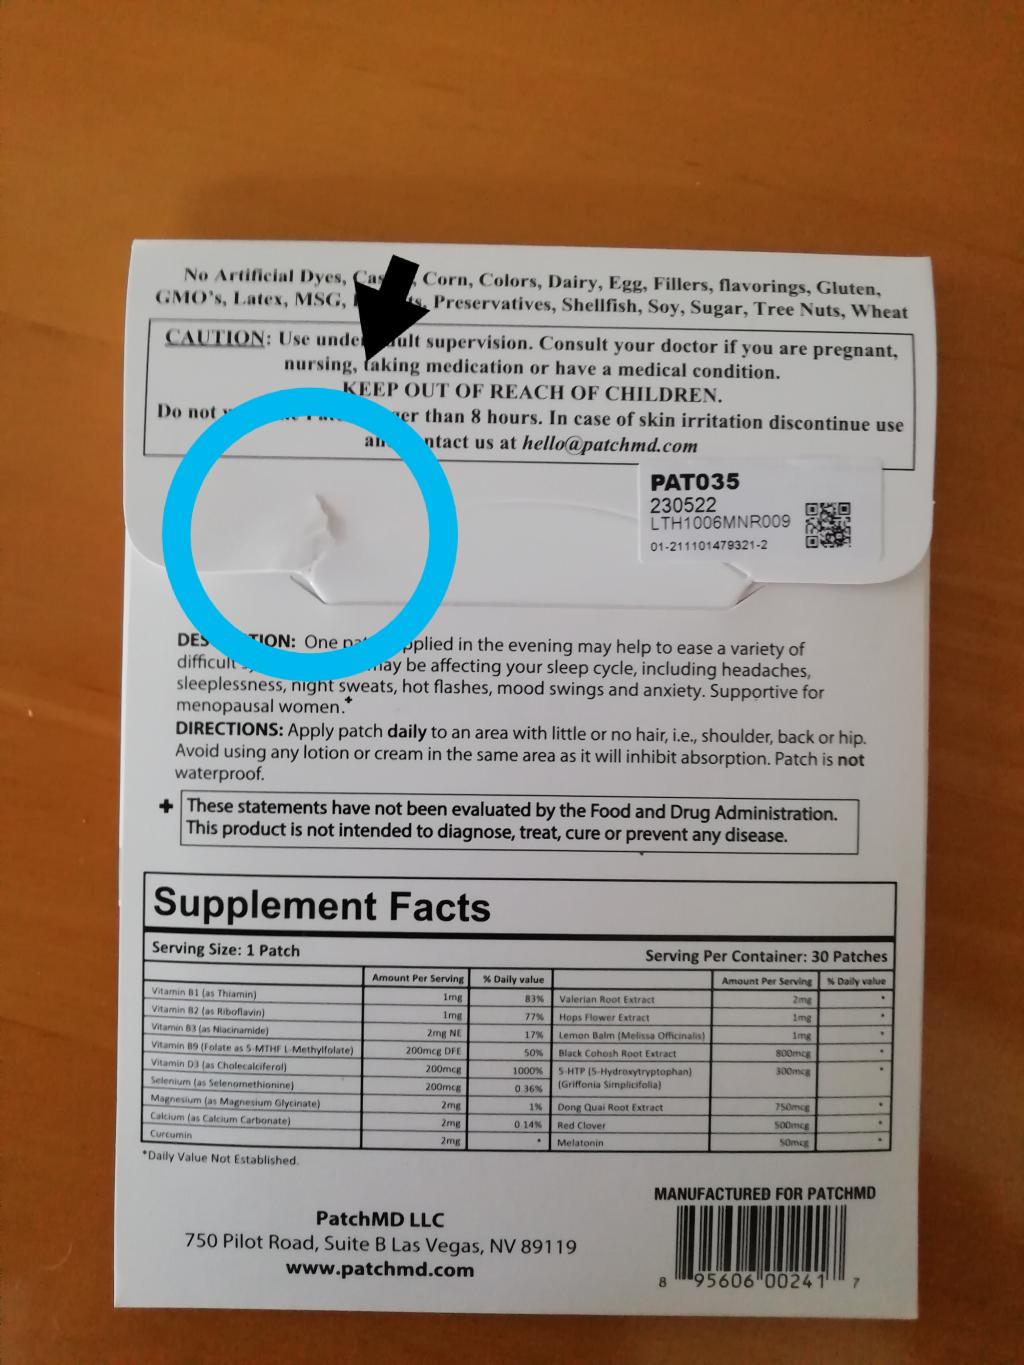 No Artificial Dyes, Corn, Colors, Dairy, Egg, Fillers, flavorings, Gluten,
GMO's, Latex, MSG, Preservatives, Shellfish, Soy, Sugar, Tree Nuts, Wheat
CAUTION: Use supervision. Consult your doctor if you are pregnant,
nursing, taking medication or have a medical condition.
KEEP OUT OF REACH OF CHILDREN.
Do not than 8 hours. In case of skin irritation discontinue use
us at hello@patchmd.com
PAT035
230522
LTH1006MNR009
01-211101479321-2
One in the evening may help to ease a variety of
be affecting your sleep cycle, including headaches,
sleeplessness, night sweats, hot flashes, mood swings and anxiety. Supportive for
menopausal women.+
DIRECTIONS: Apply patch daily to an area with little or no hair, i.e., shoulder, back or hip.
Avoid using any lotion or cream in the same area as it will inhibit absorption. Patch is not
waterproof.
+ These statements have not been evaluated by the Food and Drug Administration.
This product is not intended to diagnose, treat, cure or prevent any disease.
Supplement Facts
Serving Size: 1 Patch Serving Per Container: 30 Patches
Amount Per Serving % Daily value Amount Per Serving % Daily value
Vitamin B1 (as Thiamin) 1mg 83% Valerian Root Extract 2mg *
Vitamin B2 (as Riboflavin) 1mg 77% Hops Flower Extract 1mg *
Vitamin B3 (as Niacinamide) 2mg NE 17% Lemon Balm (Melissa Officinalis) 1mg *
Vitamin B9 (Folate as 5-MTHF L-Methylfolate) 200mcg DFE 50% Black Cohosh Root Extract 800mcg *
Vitamin D3 (as Cholecalciferol) 200mcg 1000% 5-HTP (5-Hydroxytryptophan) 300mcg *
Selenium (as Selenomethionine) 200mcg 0.36% (Griffonia Simplicifolia)
Magnesium (as Magnesium Glycinate) 2mg 1% Dong Quai Root Extract 750mcg *
Calcium (as Calcium Carbonate) 2mg 0.14% Red Clover 500mcg *
Curcumin 2mg * Melatonin 50mcg *
*Daily Value Not Established.
MANUFACTURED FOR PATCHMD
PatchMD LLC
750 Pilot Road, Suite B Las Vegas, NV 89119
www.patchmd.com
8 95606 00241 7